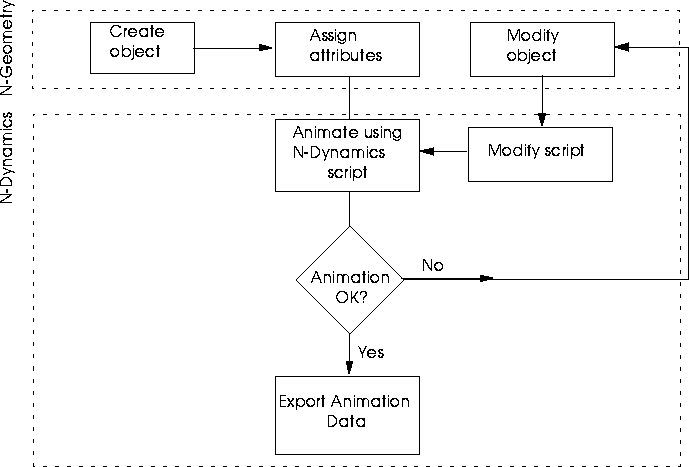 N-Geometry
Create
object
Assign
attributes
Modify
object
N-Dynamics
Animate using
N-Dynamics
script
Modify script
Animation
OK?
No
Yes
Export Animation
Data